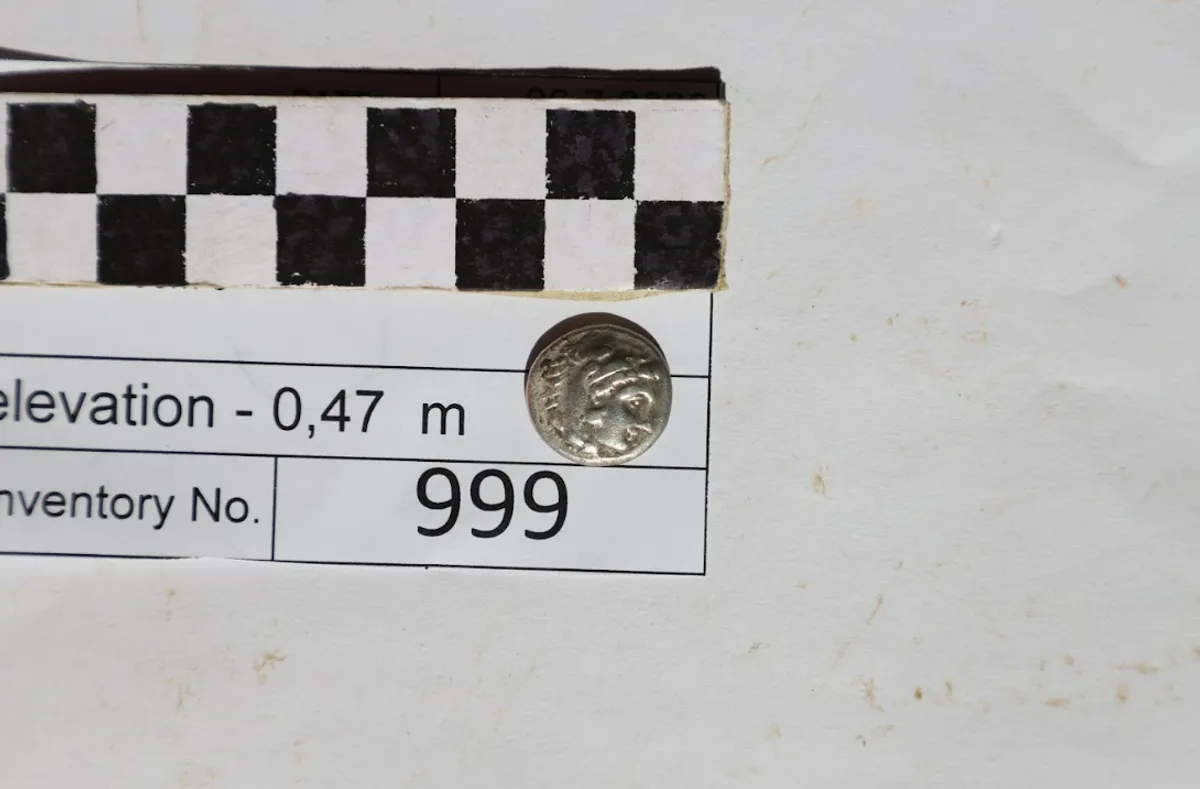 elevation - 0,47 m
nventory No. 999